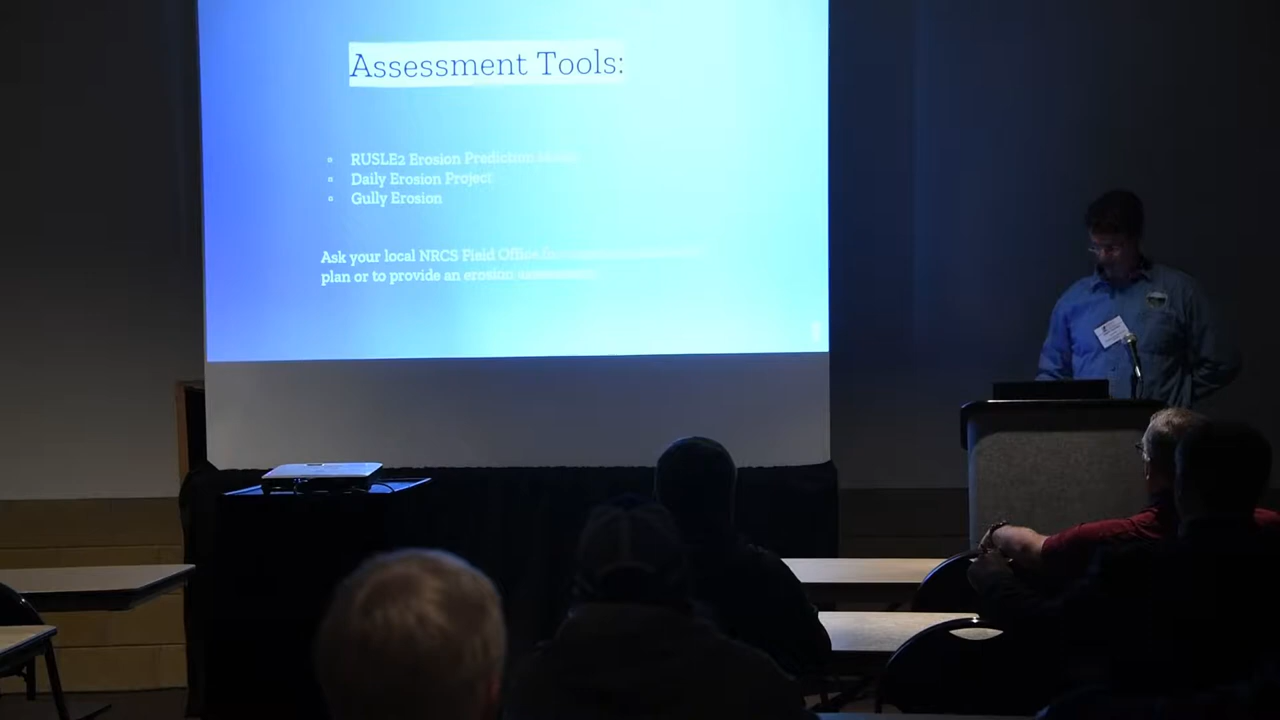 Assessment Tools:
RUSLE2 Erosion Prediction
Daily Erosion Project
Gully Erosion
Ask your local NRCS Field Office
plan or to provide an erosion